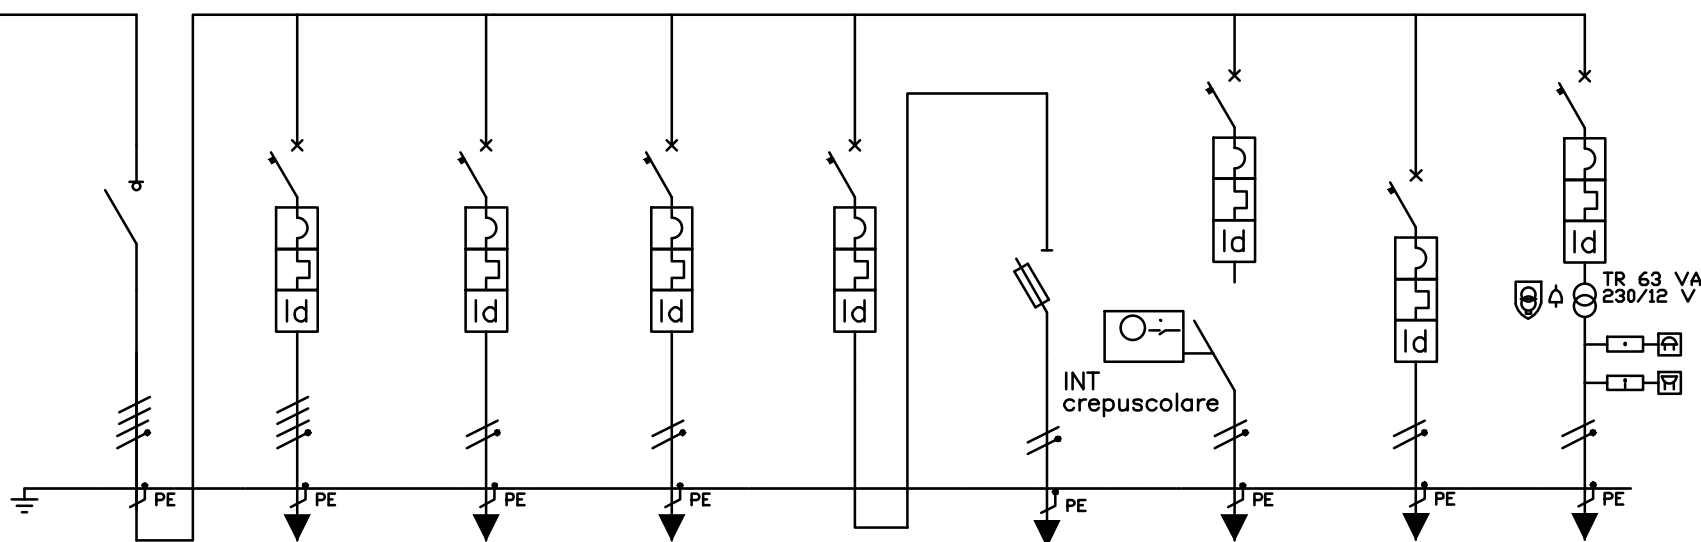 Id
Id
Id
Id
Id
Id
Id
TR 63 VA
230/12 V
INT
crepuscolare
PE
PE
PE
PE
PE
PE
PE
PE